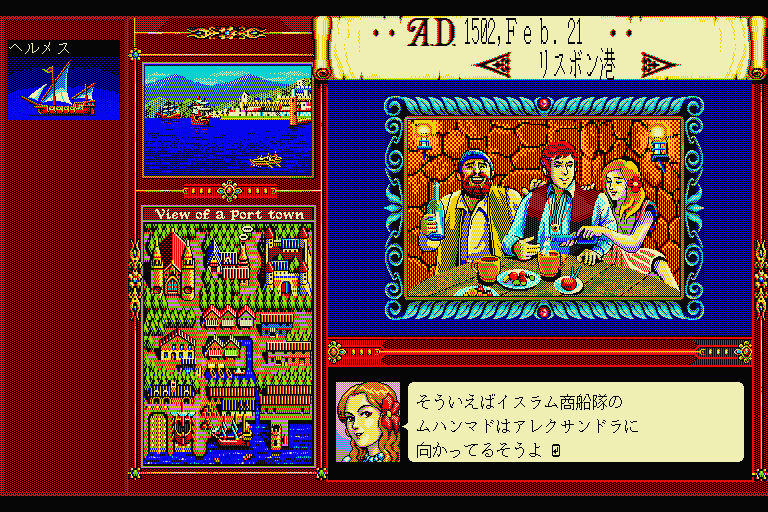 ヘルメス
A.D. 1502,Feb. 21
リスボン港
View of a Port town
そういえばイスラム商船隊の
ムハンマドはアレクサンドラに
向かってるそうよ